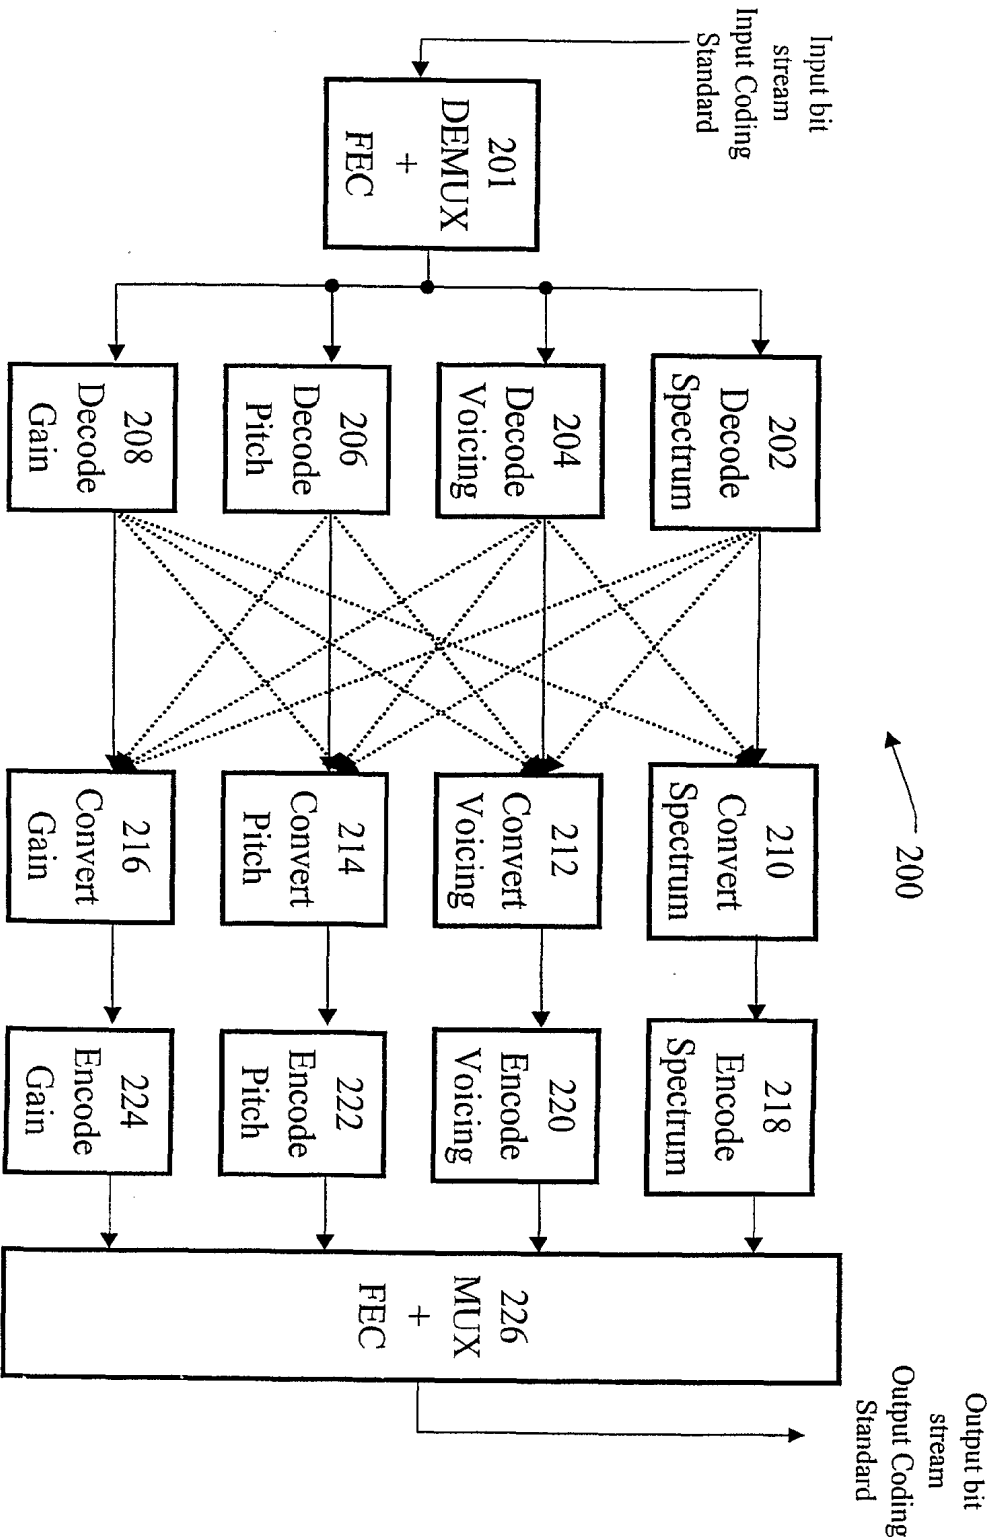 200
Input bit
stream
Input Coding
Standard
201
DEMUX
+
FEC
202
Decode
Spectrum
204
Decode
Voicing
206
Decode
Pitch
208
Decode
Gain
210
Convert
Spectrum
212
Convert
Voicing
214
Convert
Pitch
216
Convert
Gain
218
Encode
Spectrum
220
Encode
Voicing
222
Encode
Pitch
224
Encode
Gain
226
MUX
+
FEC
Output bit
stream
Output Coding
Standard